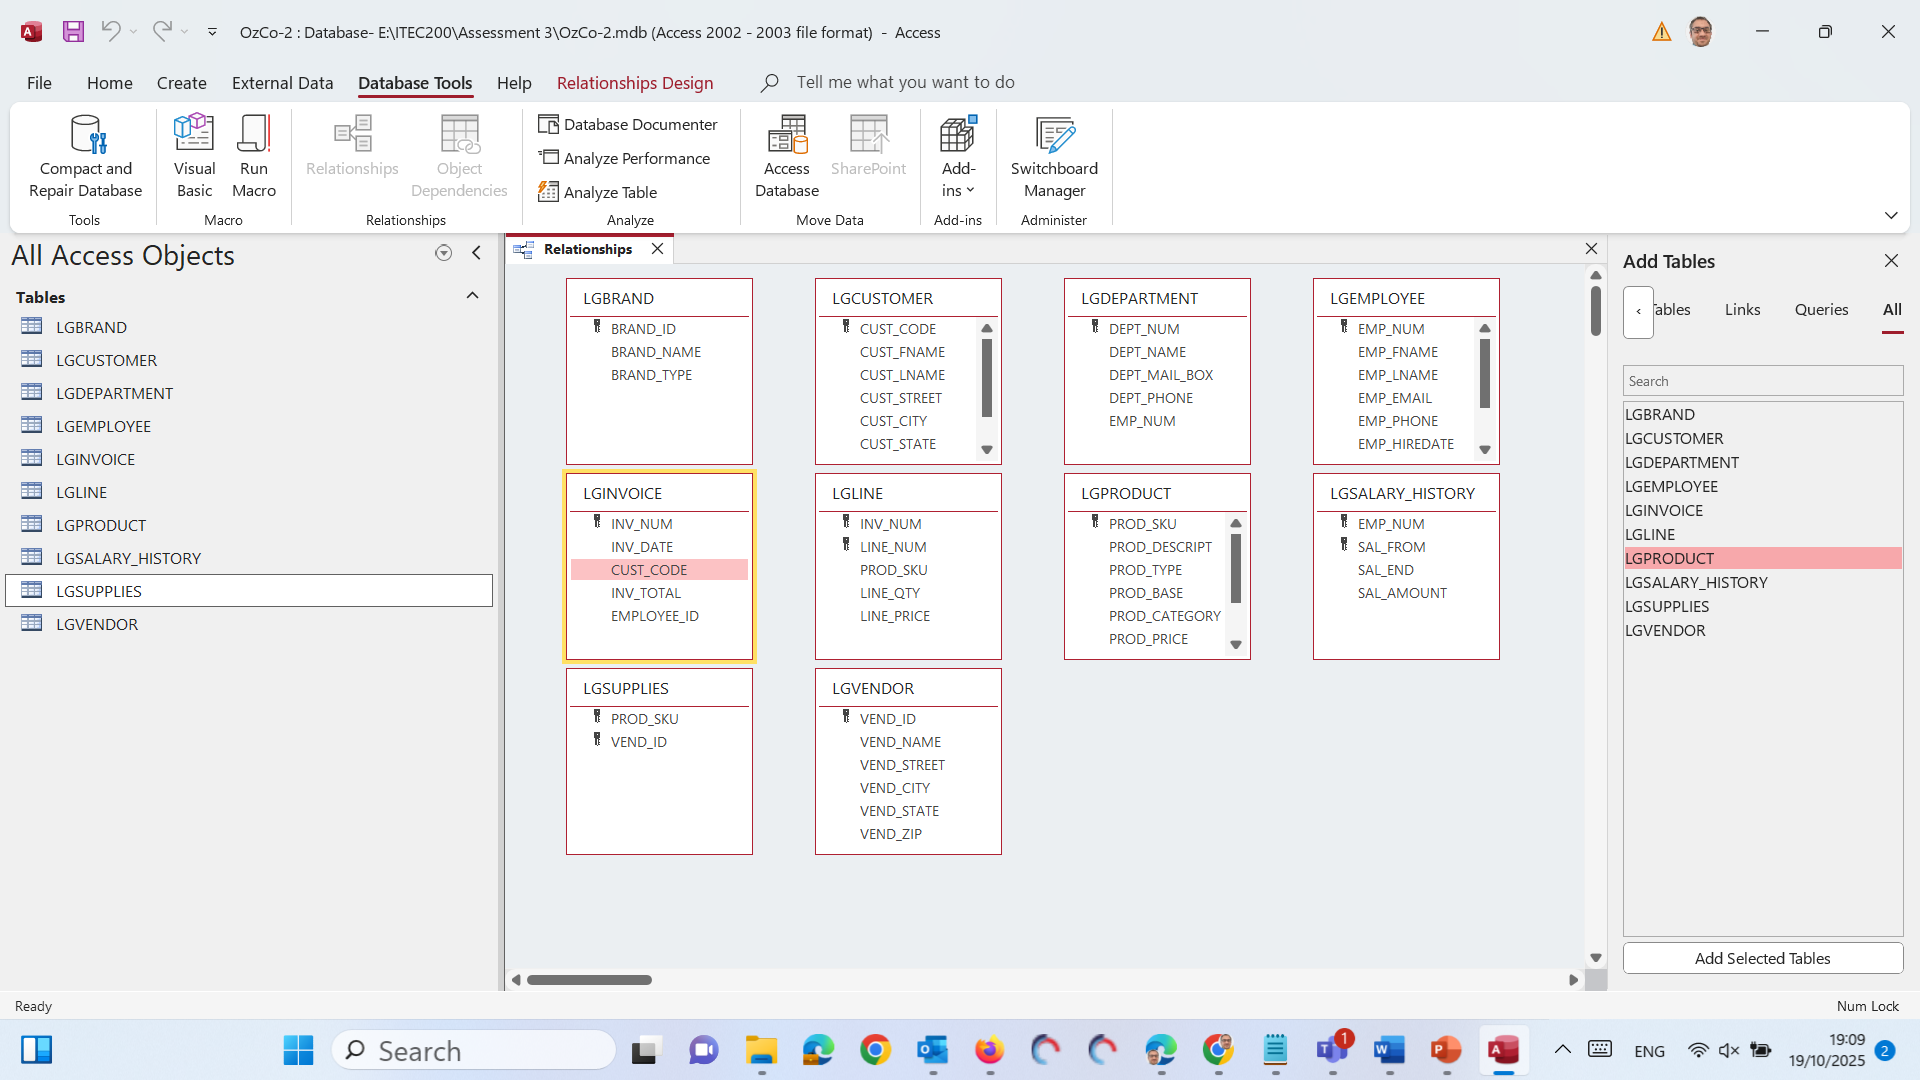 OzCo-2 : Database- E:\ITEC200\Assessment 3\OzCo-2.mdb (Access 2002 - 2003 file format)  -  Access
File
Home
Create
External Data
Database Tools
Help
Relationships Design
Tell me what you want to do
Compact and
Repair Database
Visual
Basic
Run
Macro
Relationships
Object
Dependencies
Database Documenter
Analyze Performance
Analyze Table
Access
Database
SharePoint
Add-
ins
Switchboard
Manager
Tools
Macro
Relationships
Analyze
Move Data
Add-ins
Administer
All Access Objects
Tables
LGBRAND
LGCUSTOMER
LGDEPARTMENT
LGEMPLOYEE
LGINVOICE
LGLINE
LGPRODUCT
LGSALARY_HISTORY
LGSUPPLIES
LGVENDOR
Relationships
LGBRAND
BRAND_ID
BRAND_NAME
BRAND_TYPE
LGCUSTOMER
CUST_CODE
CUST_FNAME
CUST_LNAME
CUST_STREET
CUST_CITY
CUST_STATE
LGDEPARTMENT
DEPT_NUM
DEPT_NAME
DEPT_MAIL_BOX
DEPT_PHONE
EMP_NUM
LGEMPLOYEE
EMP_NUM
EMP_FNAME
EMP_LNAME
EMP_EMAIL
EMP_PHONE
EMP_HIREDATE
LGINVOICE
INV_NUM
INV_DATE
CUST_CODE
INV_TOTAL
EMPLOYEE_ID
LGLINE
INV_NUM
LINE_NUM
PROD_SKU
LINE_QTY
LINE_PRICE
LGPRODUCT
PROD_SKU
PROD_DESCRIPT
PROD_TYPE
PROD_BASE
PROD_CATEGORY
PROD_PRICE
LGSALARY_HISTORY
EMP_NUM
SAL_FROM
SAL_END
SAL_AMOUNT
LGSUPPLIES
PROD_SKU
VEND_ID
LGVENDOR
VEND_ID
VEND_NAME
VEND_STREET
VEND_CITY
VEND_STATE
VEND_ZIP
Add Tables
Tables
Links
Queries
All
Search
LGBRAND
LGCUSTOMER
LGDEPARTMENT
LGEMPLOYEE
LGINVOICE
LGLINE
LGPRODUCT
LGSALARY_HISTORY
LGSUPPLIES
LGVENDOR
Add Selected Tables
Ready
Num Lock
Search
1
ENG
19:09
19/10/2025
2